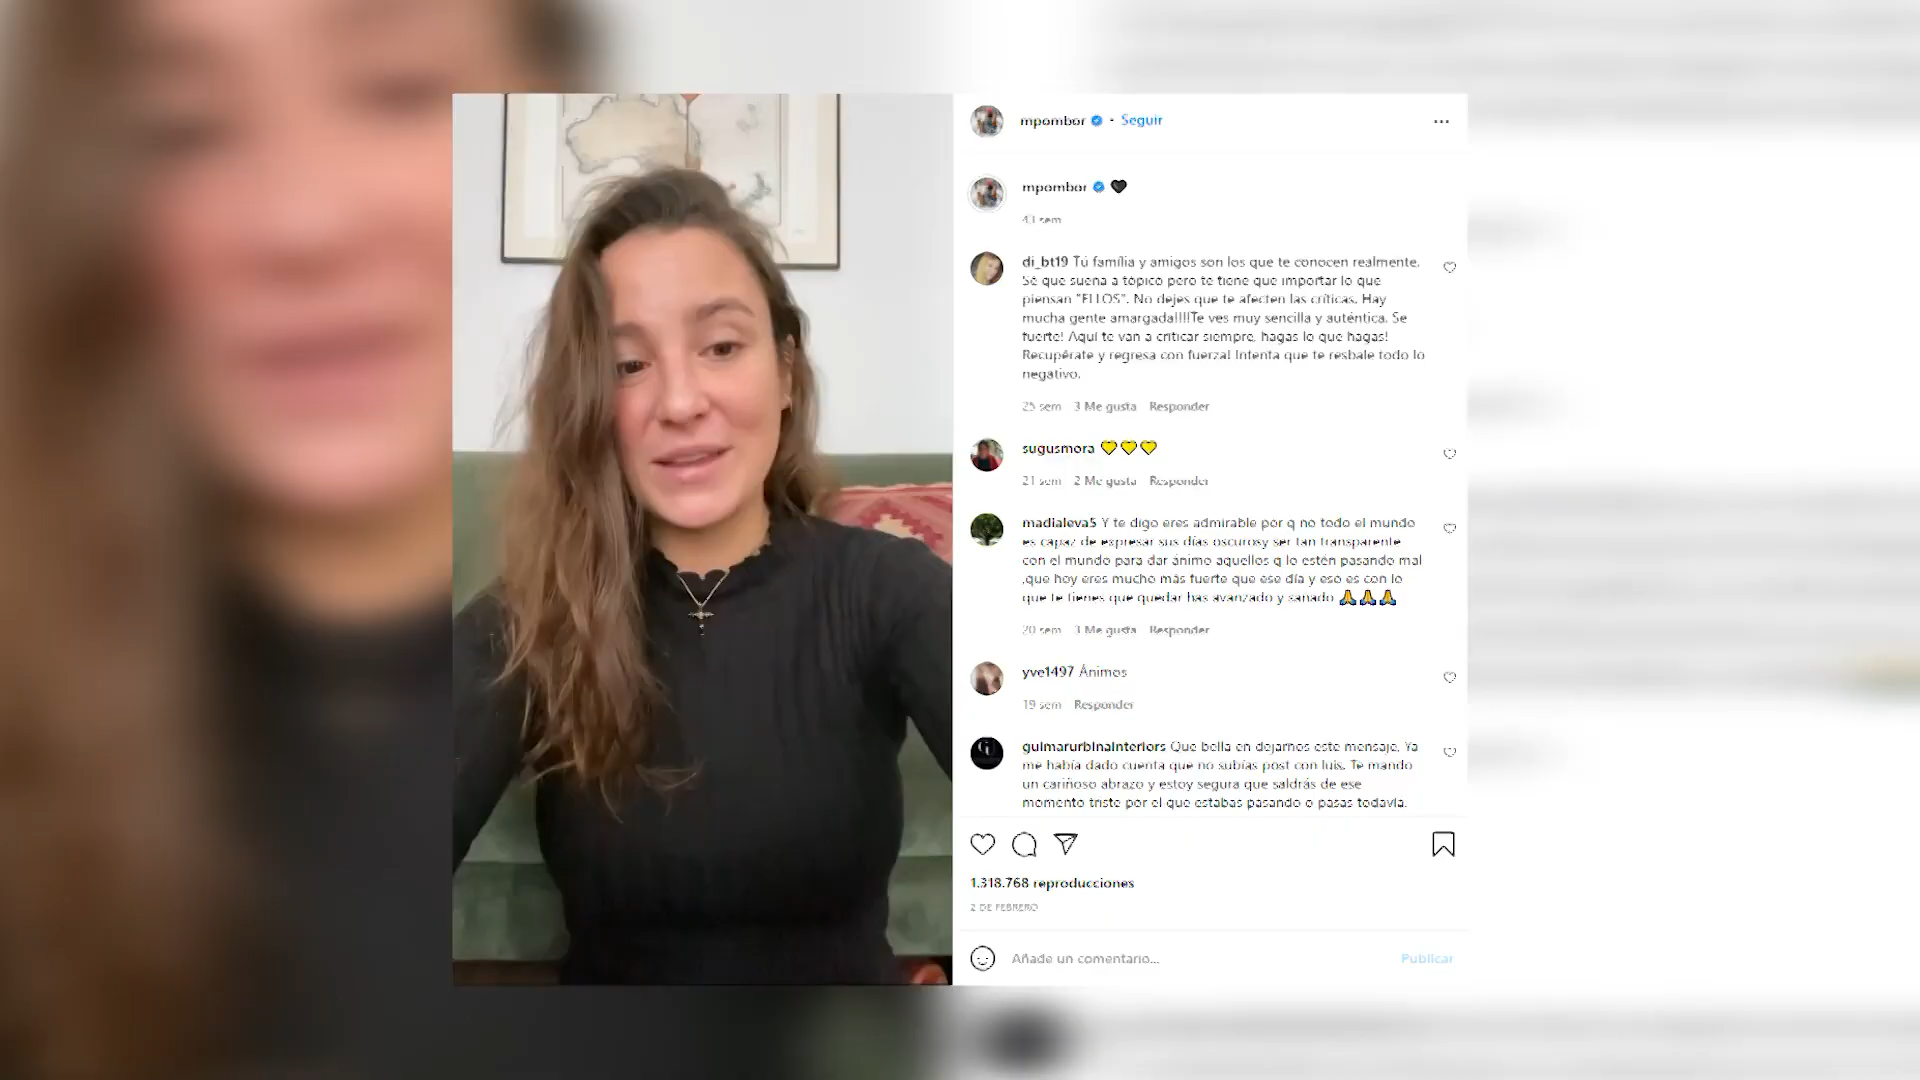 mpombor • Seguir
mpombor 🖤
43 sem
di_bt19 Tú família y amigos son los que te conocen realmente.
Sé que suena a tópico pero te tiene que importar lo que
piensan "ELLOS". No dejes que te afecten las críticas. Hay
mucha gente amargada!!!!Te ves muy sencilla y auténtica. Se
fuerte! Aquí te van a criticar siempre, hagas lo que hagas!
Recupérate y regresa con fuerza! Intenta que te resbale todo lo
negativo.
25 sem 3 Me gusta Responder
sugusmora 💛💛💛
21 sem 2 Me gusta Responder
madialeva5 Y te digo eres admirable por q no todo el mundo
es capaz de expresar sus días oscurosy ser tan transparente
con el mundo para dar ánimo aquellos q lo estén pasando mal
,que hoy eres mucho más fuerte que ese día y eso es con lo
que te tienes que quedar has avanzado y sanado 🙏🙏🙏
20 sem 3 Me gusta Responder
yve1497 Ánimos
19 sem Responder
guimarurbinainteriors Que bella en dejarnos este mensaje. Ya
me había dado cuenta que no subías post con luis. Te mando
un cariñoso abrazo y estoy segura que saldrás de ese
momento triste por el que estabas pasando o pasas todavía.
1.318.768 reproducciones
2 DE FEBRERO
Añade un comentario...
Publicar